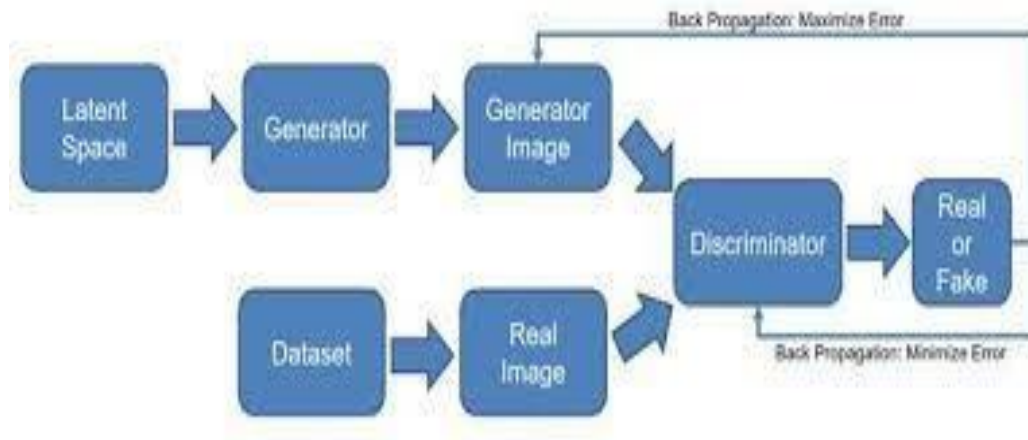 Back Propagation: Maximize Error
Latent
Space
Generator
Generator
Image
Discriminator
Real
or
Fake
Dataset
Real
Image
Back Propagation: Minimize Error